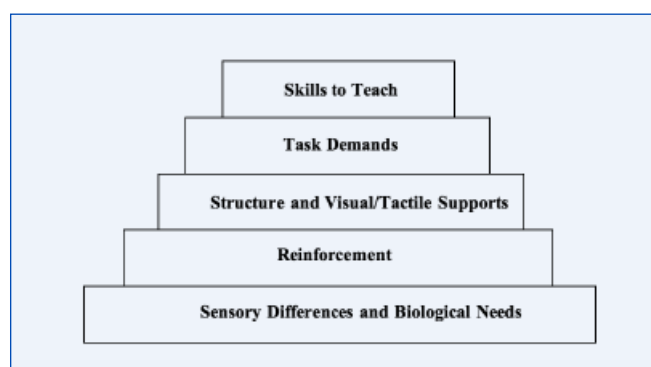 Skills to Teach
Task Demands
Structure and Visual/Tactile Supports
Reinforcement
Sensory Differences and Biological Needs